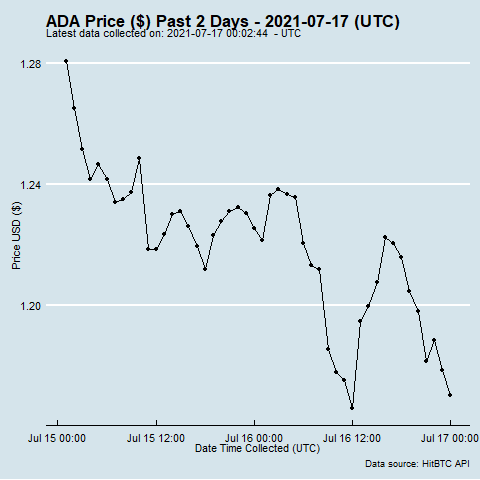 ADA Price ($) Past 2 Days - 2021-07-17 (UTC)
Latest data collected on: 2021-07-17 00:02:44 - UTC
1.28
1.24
1.20
Price USD ($)
Jul 15 00:00 Jul 15 12:00 Jul 16 00:00 Jul 16 12:00 Jul 17 00:00
Date Time Collected (UTC)
Data source: HitBTC API